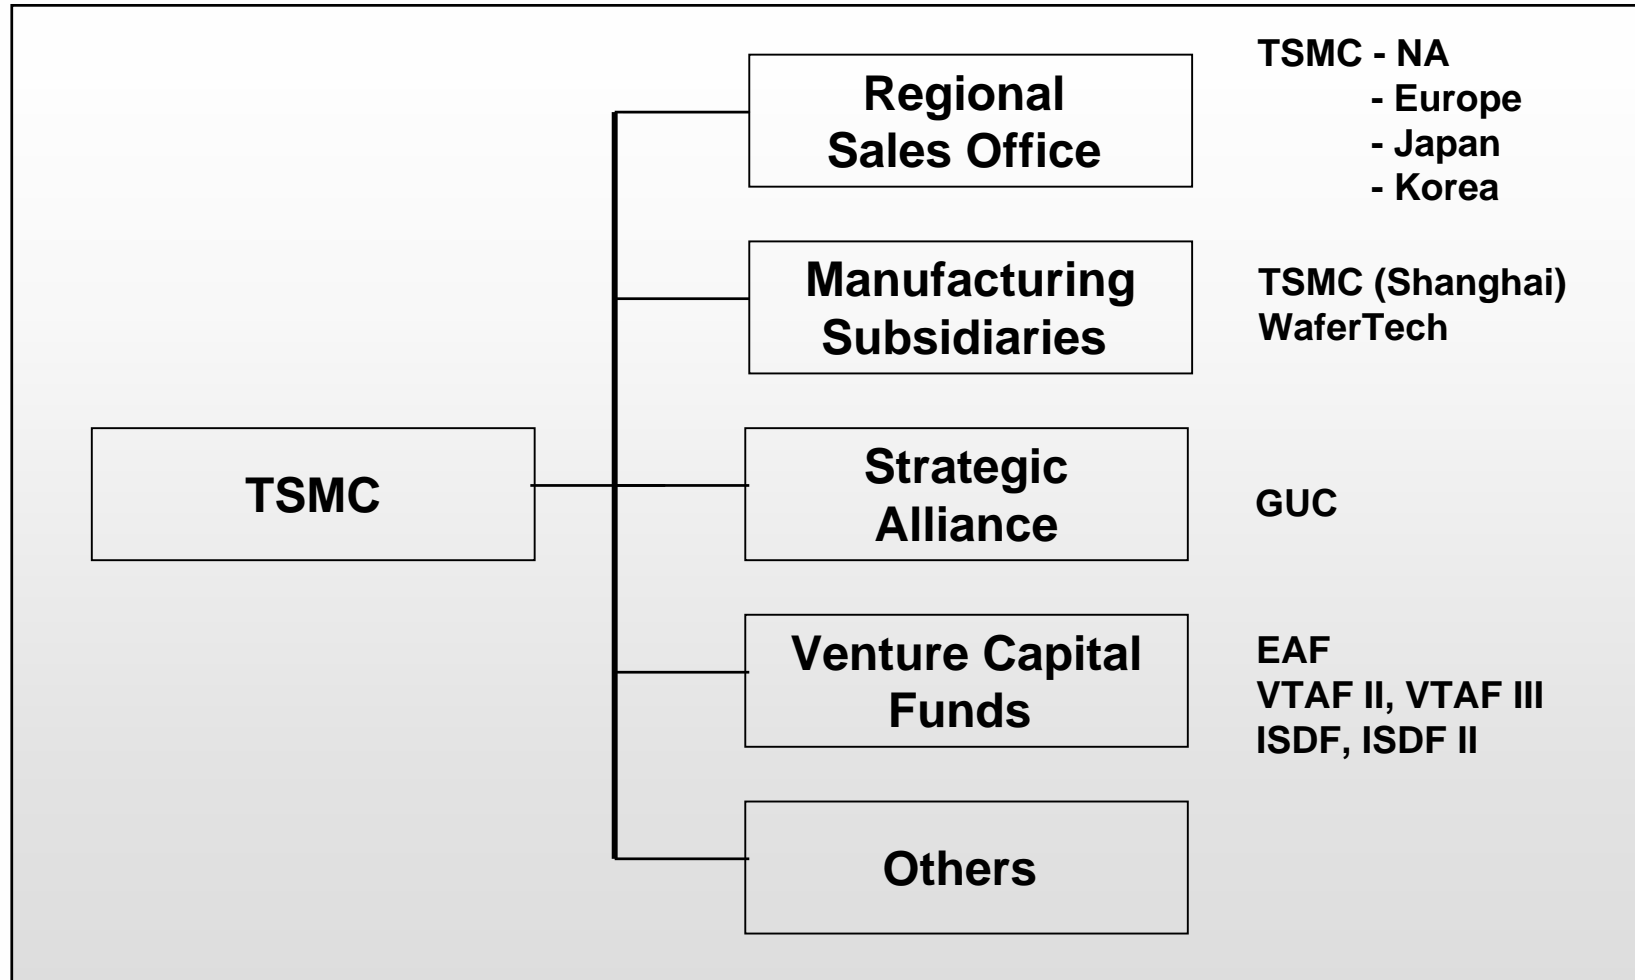 TSMC
Regional
Sales Office
TSMC - NA
- Europe
- Japan
- Korea
Manufacturing
Subsidiaries
TSMC (Shanghai)
WaferTech
Strategic
Alliance
GUC
Venture Capital
Funds
EAF
VTAF II, VTAF III
ISDF, ISDF II
Others